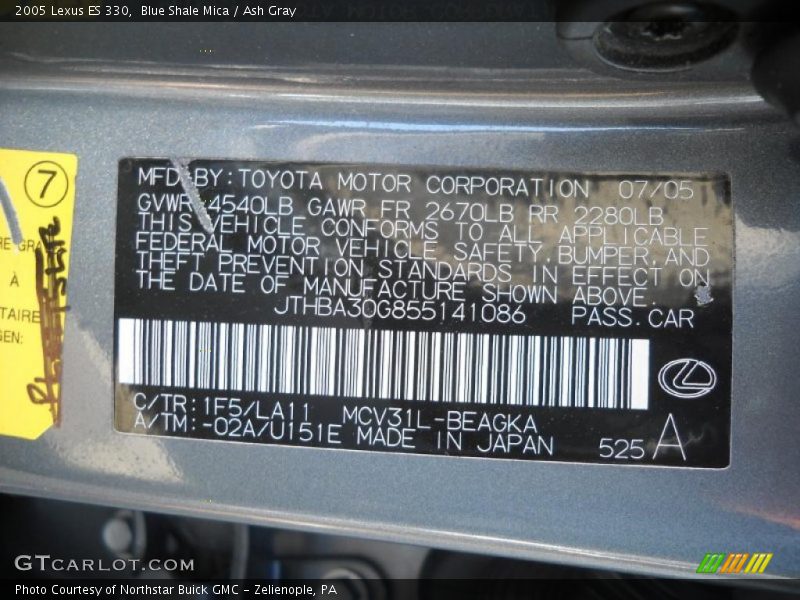 2005 Lexus ES 330, Blue Shale Mica / Ash Gray
7
MFD BY: TOYOTA MOTOR CORPORATION 07/05
GVWR 4540LB GAWR FR 2670LB RR 2280LB
THIS VEHICLE CONFORMS TO ALL APPLICABLE
FEDERAL MOTOR VEHICLE SAFETY, BUMPER, AND
THEFT PREVENTION STANDARDS IN EFFECT ON
THE DATE OF MANUFACTURE SHOWN ABOVE.
JTHBA30G855141086 PASS. CAR
À
TAIRE
C/TR: 1F5/LA11 MCV31L-BEAGKA
A/TM: -02A/U151E MADE IN JAPAN 525 A
GTCARLOT.COM
Photo Courtesy of Northstar Buick GMC - Zelienople, PA